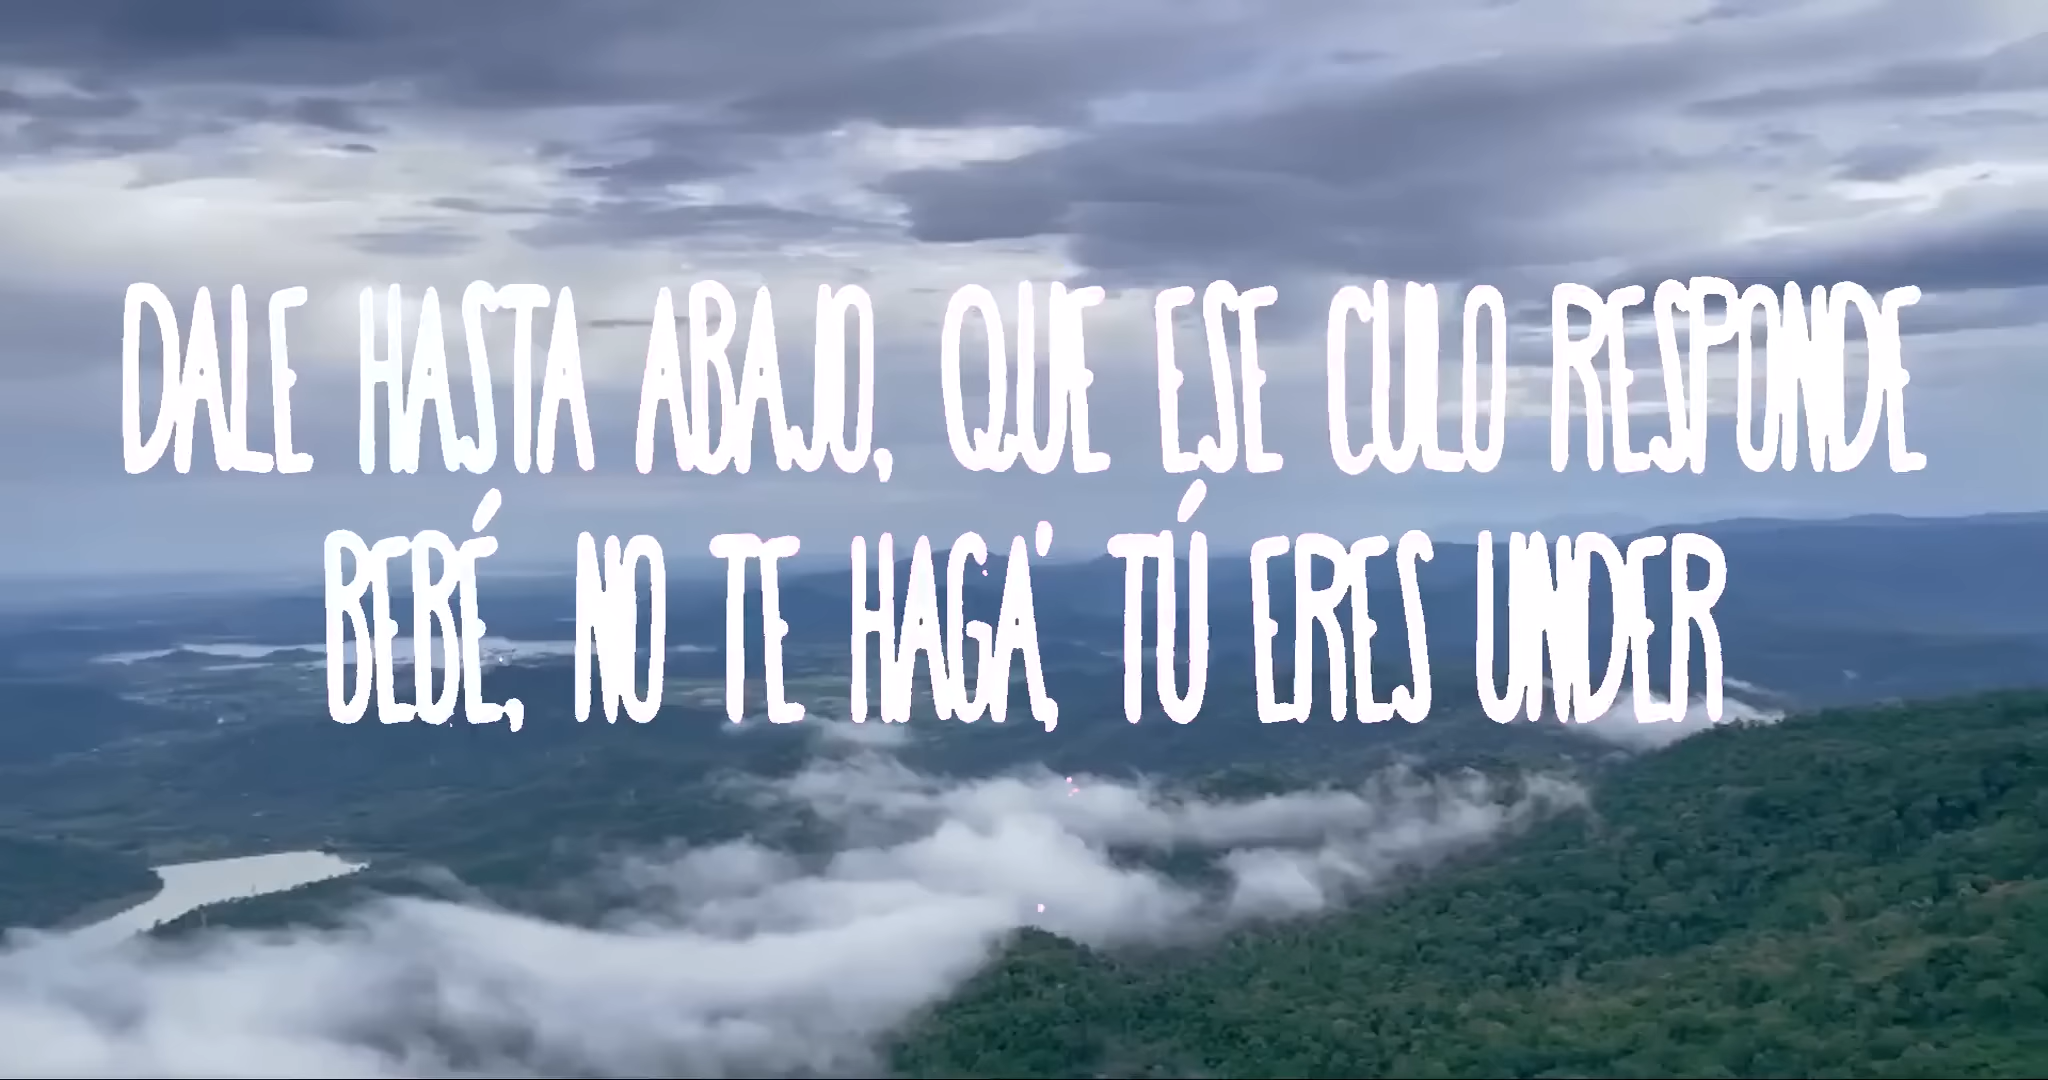 DALE HASTA ABAJO, QUE ESE CULO RESPONDE
BEBÉ, NO TE HAGA', TÚ ERES UNDER